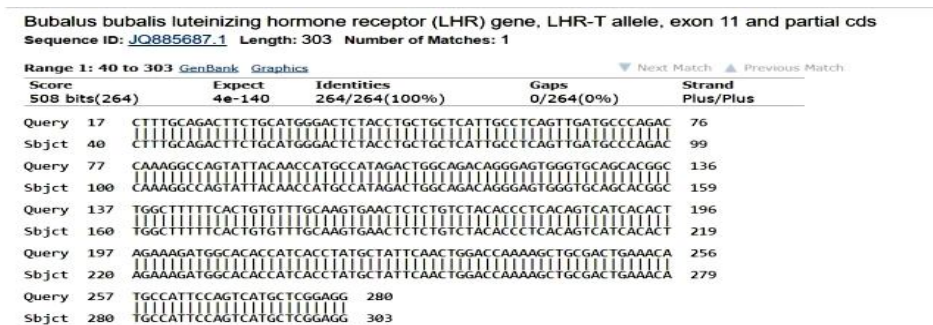 Bubalus bubalis luteinizing hormone receptor (LHR) gene, LHR-T allele, exon 11 and partial cds
Sequence ID: JQ885687.1 Length: 303 Number of Matches: 1
Range 1: 40 to 303 GenBank Graphics ▼ Next Match ▲ Previous Match
Score Expect Identities Gaps Strand
508 bits(264) 4e-140 264/264(100%) 0/264(0%) Plus/Plus
Query 17 CTTTGCAGACTTCTGCATGGGACTCTACCTGCTGCTCATTGCCTCAGTTGATGCCCAGAC 76
Sbjct 40 CTTTGCAGACTTCTGCATGGGACTCTACCTGCTGCTCATTGCCTCAGTTGATGCCCAGAC 99
Query 77 CAAAGGCCAGTATTACAACCATGCCATAGACTGGCAGACAGGGAGTGGGTGCAGCACGGC 136
Sbjct 100 CAAAGGCCAGTATTACAACCATGCCATAGACTGGCAGACAGGGAGTGGGTGCAGCACGGC 159
Query 137 TGGCTTTTTCACTGTGTTTGCAAGTGAACTCTCTGTCTACACCCTCACAGTCATCACACT 196
Sbjct 160 TGGCTTTTTCACTGTGTTTGCAAGTGAACTCTCTGTCTACACCCTCACAGTCATCACACT 219
Query 197 AGAAAGATGGCACACCATCACCTATGCTATTCAACTGGACCAAAAGCTGCGACTGAAACA 256
Sbjct 220 AGAAAGATGGCACACCATCACCTATGCTATTCAACTGGACCAAAAGCTGCGACTGAAACA 279
Query 257 TGCCATTCCAGTCATGCTCGGAGG 280
Sbjct 280 TGCCATTCCAGTCATGCTCGGAGG 303